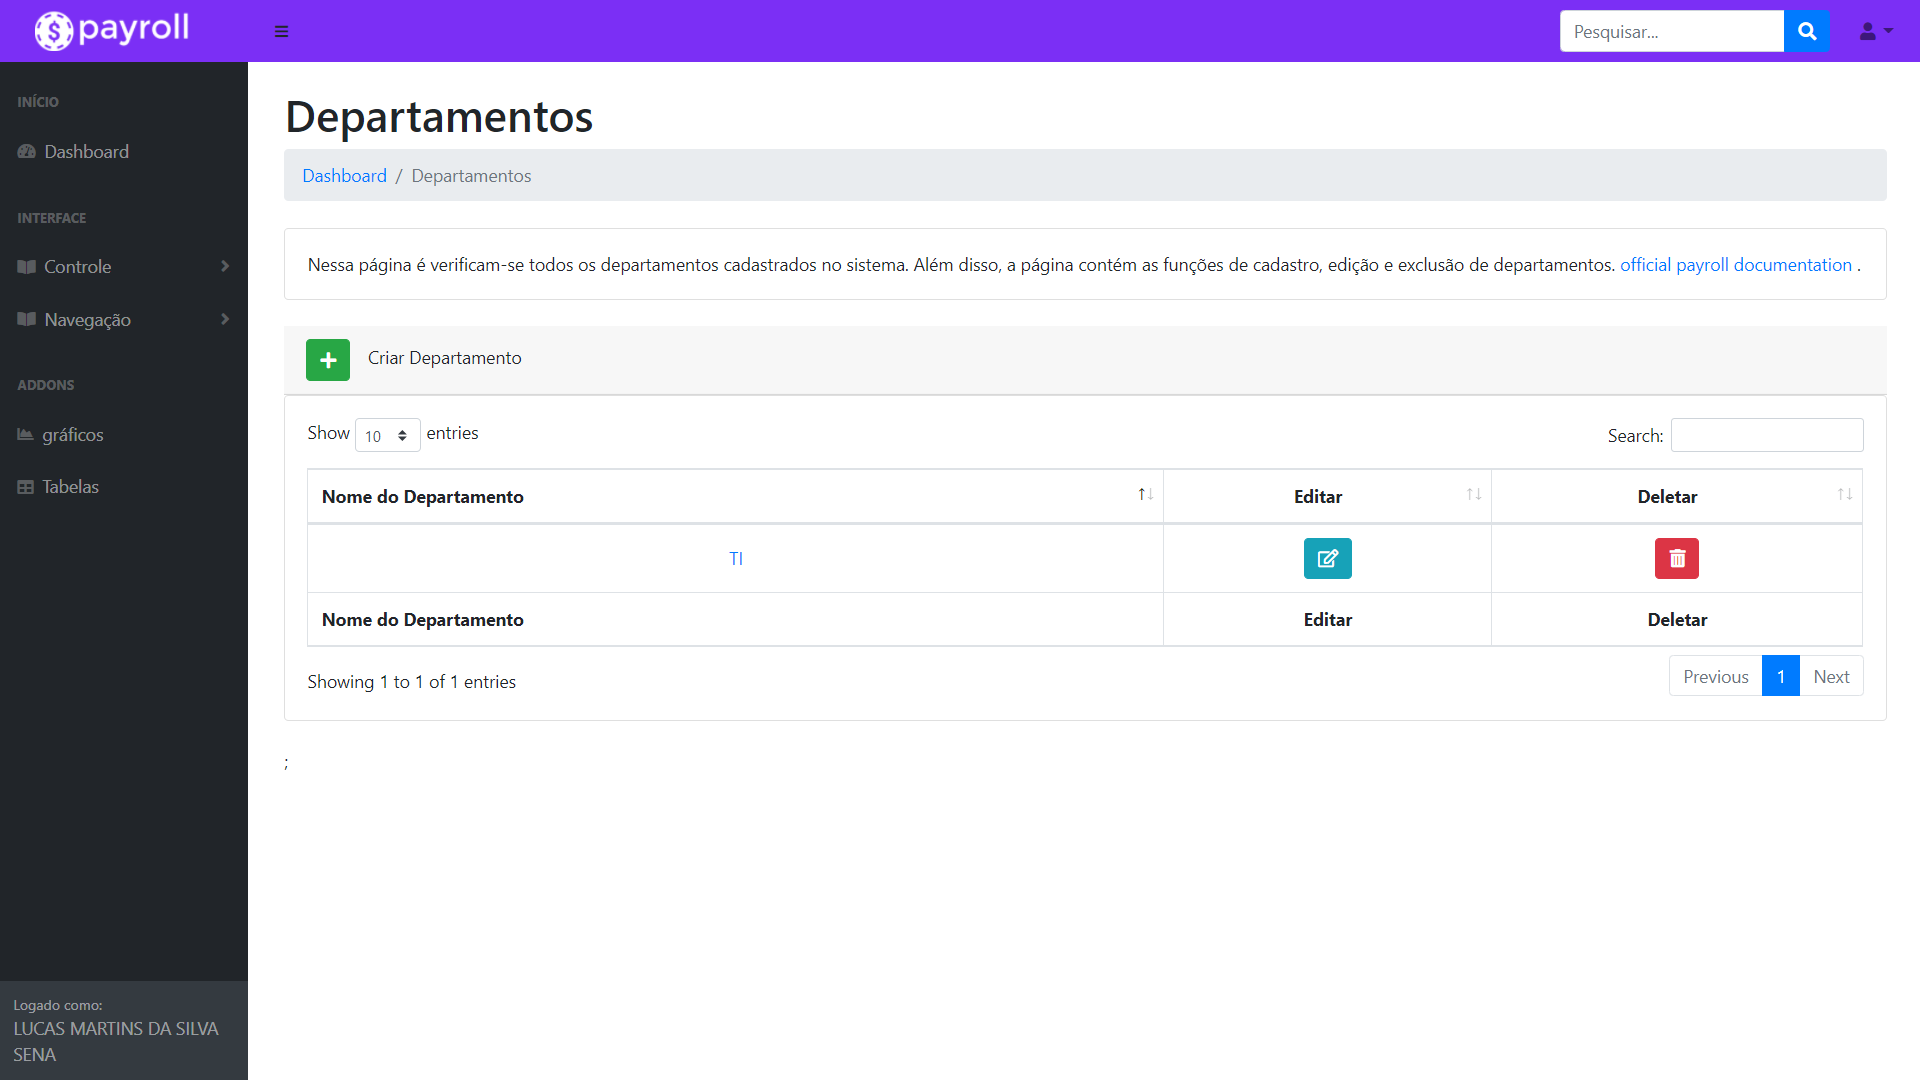 payroll
Pesquisar...
INÍCIO
Dashboard
INTERFACE
Controle
Navegação
ADDONS
gráficos
Tabelas
Logado como:
LUCAS MARTINS DA SILVA
SENA
Departamentos
Dashboard / Departamentos
Nessa página é verificam-se todos os departamentos cadastrados no sistema. Além disso, a página contém as funções de cadastro, edição e exclusão de departamentos. official payroll documentation .
Criar Departamento
Show 10 entries
Search:
Nome do Departamento Editar Deletar
TI
Nome do Departamento Editar Deletar
Showing 1 to 1 of 1 entries
Previous 1 Next
;